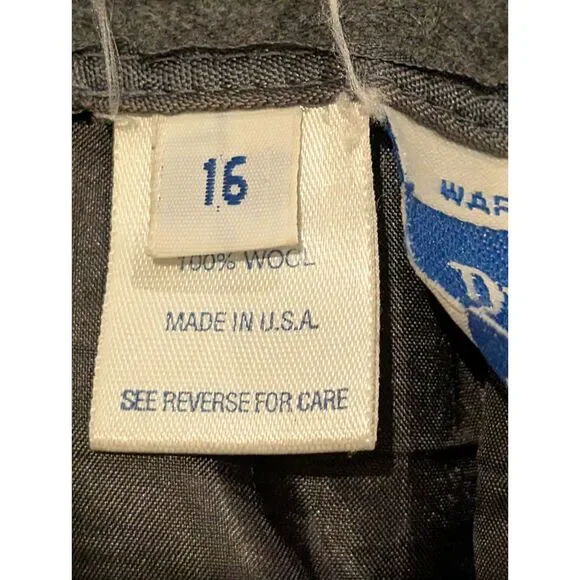 16
100% WOOL
MADE IN U.S.A.
SEE REVERSE FOR CARE